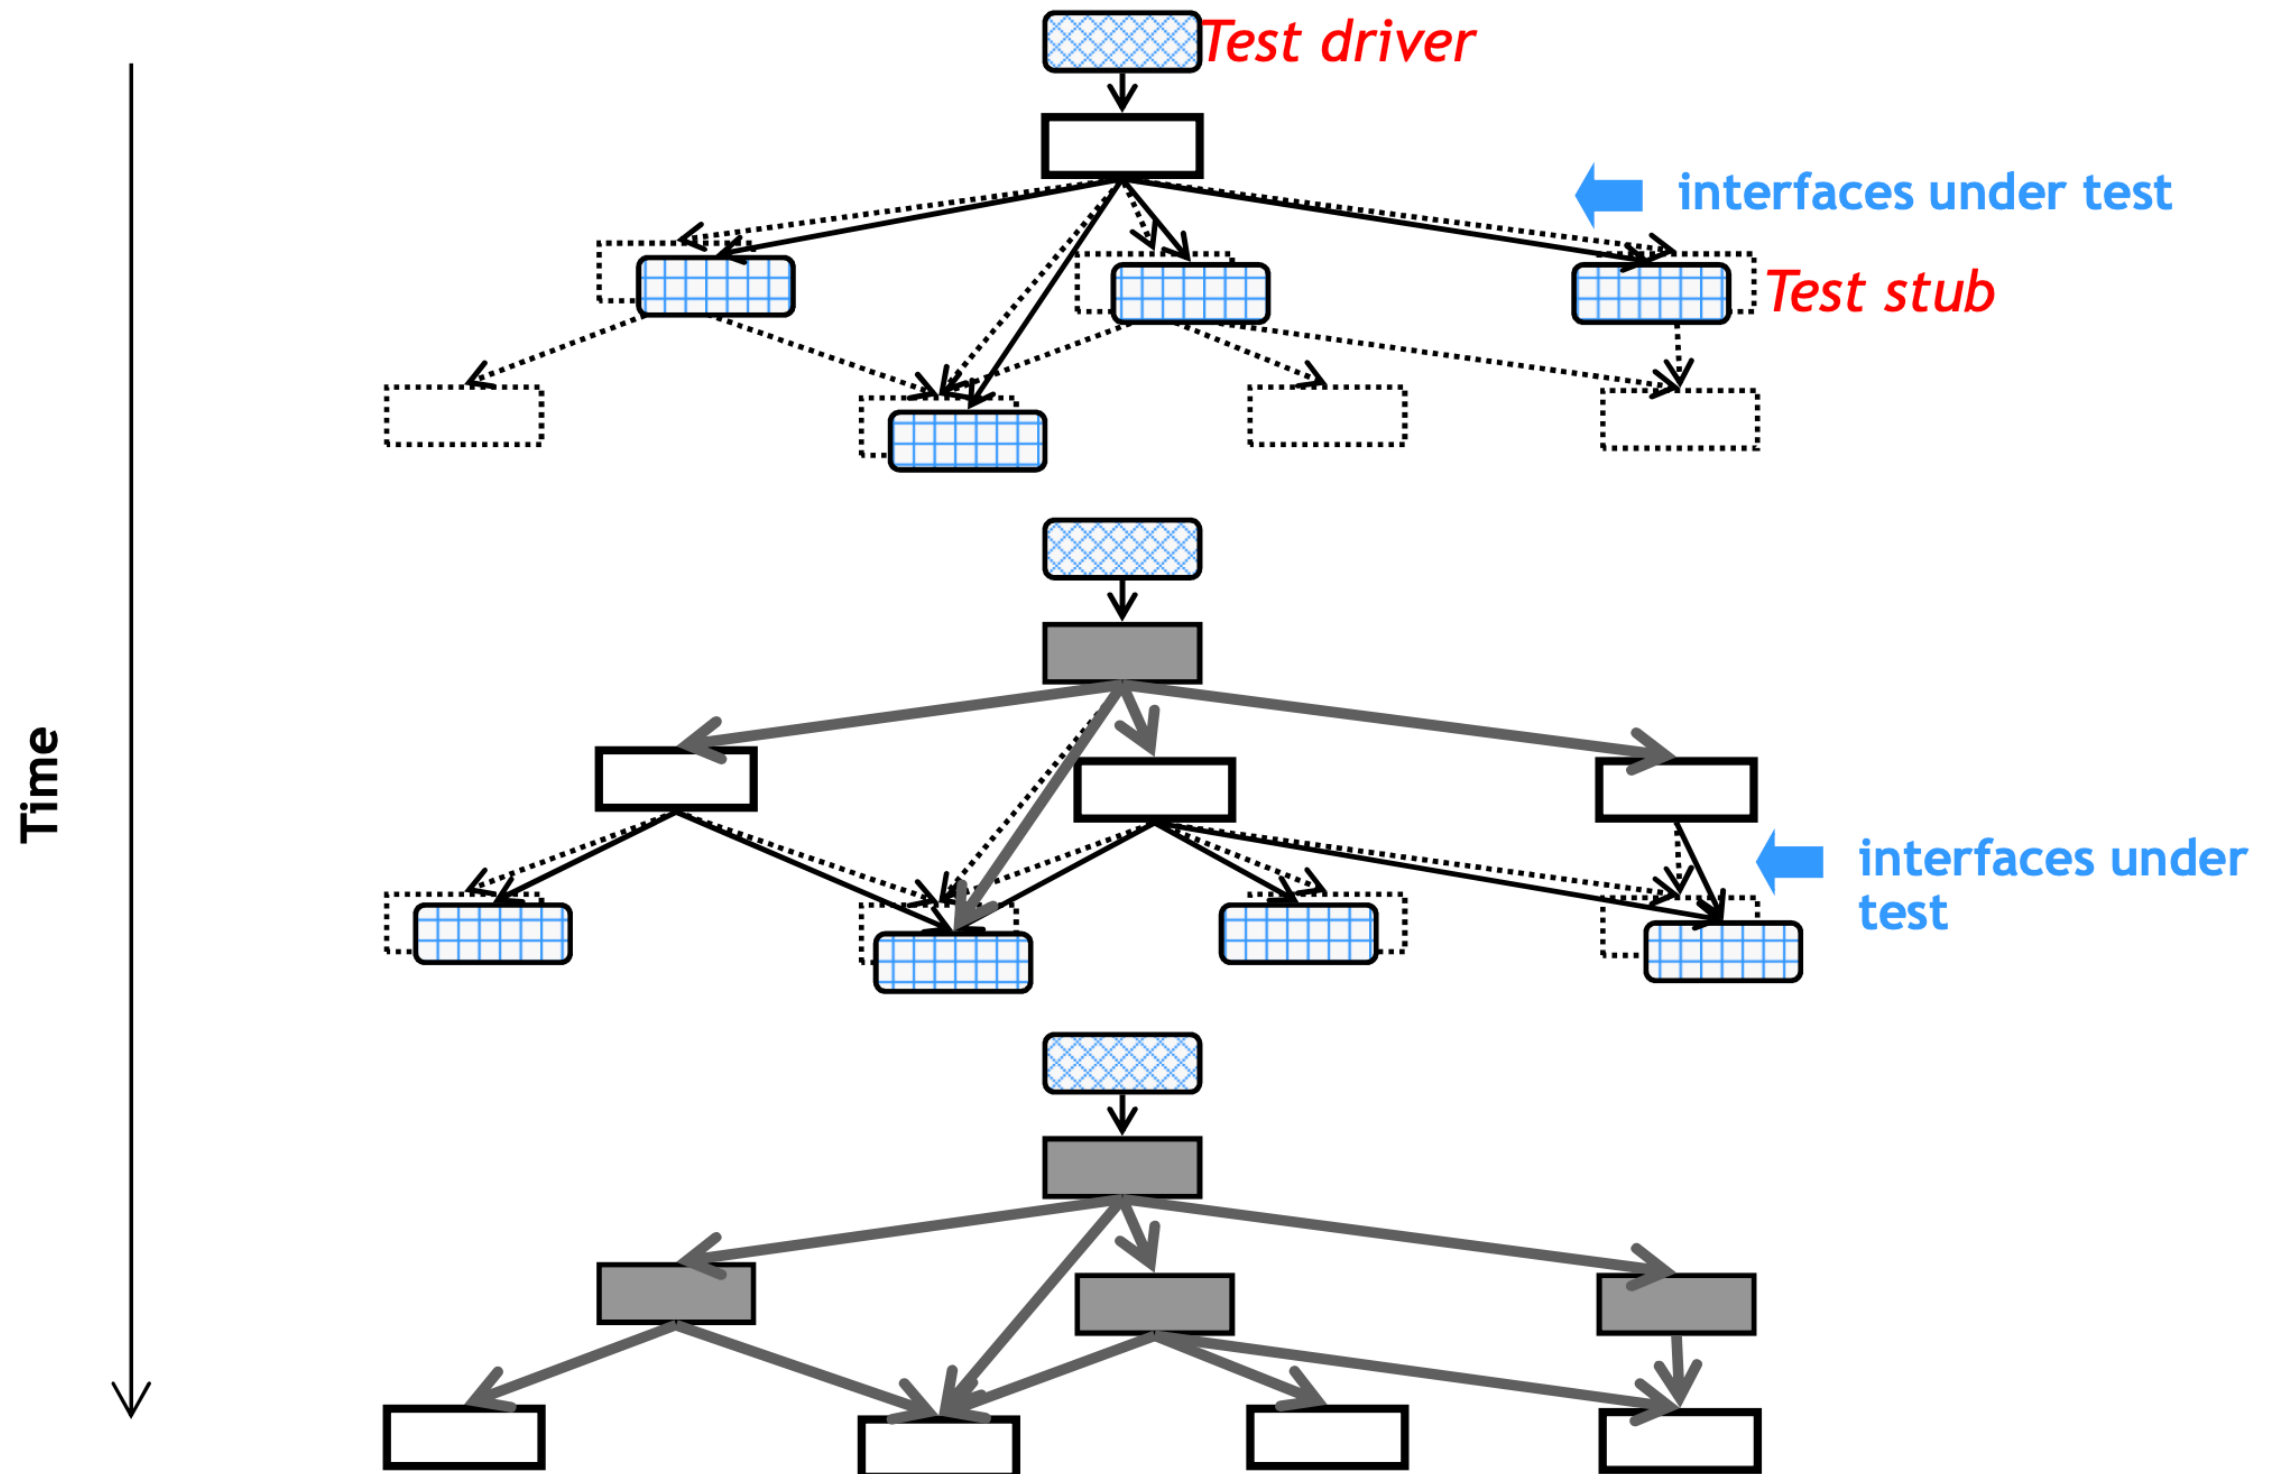 Test driver
interfaces under test
Test stub
Time
interfaces under
test